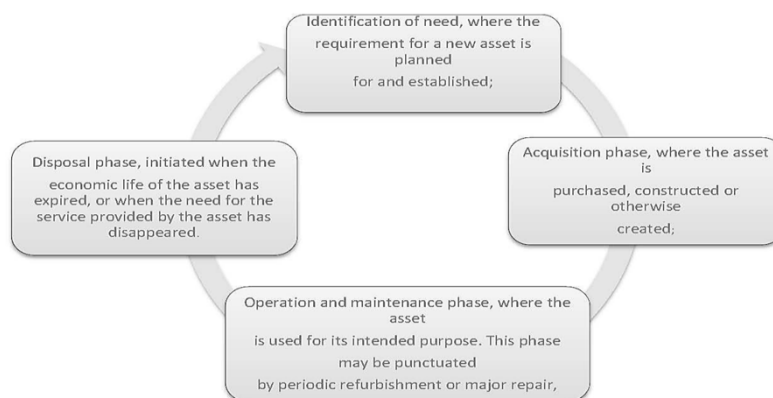 Identification of need, where the
requirement for a new asset is
planned
for and established;
Acquisition phase, where the asset
is
purchased, constructed or
otherwise
created;
Operation and maintenance phase, where the
asset
is used for its intended purpose. This phase
may be punctuated
by periodic refurbishment or major repair,
Disposal phase, initiated when the
economic life of the asset has
expired, or when the need for the
service provided by the asset has
disappeared.